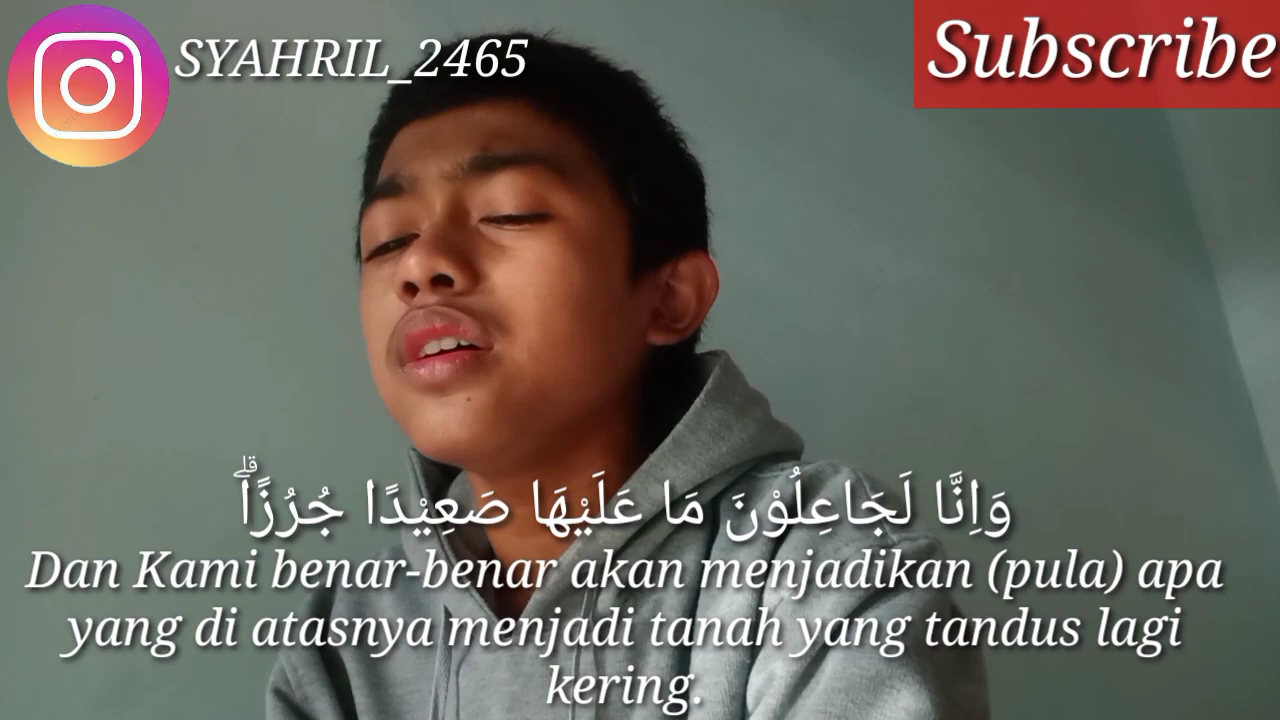 SYAHRIL_2465
Subscribe
وَاِنَّا لَجَاعِلُوْنَ مَا عَلَيْهَا صَعِيْدًا جُرُزًاۗ
Dan Kami benar-benar akan menjadikan (pula) apa
yang di atasnya menjadi tanah yang tandus lagi
kering.